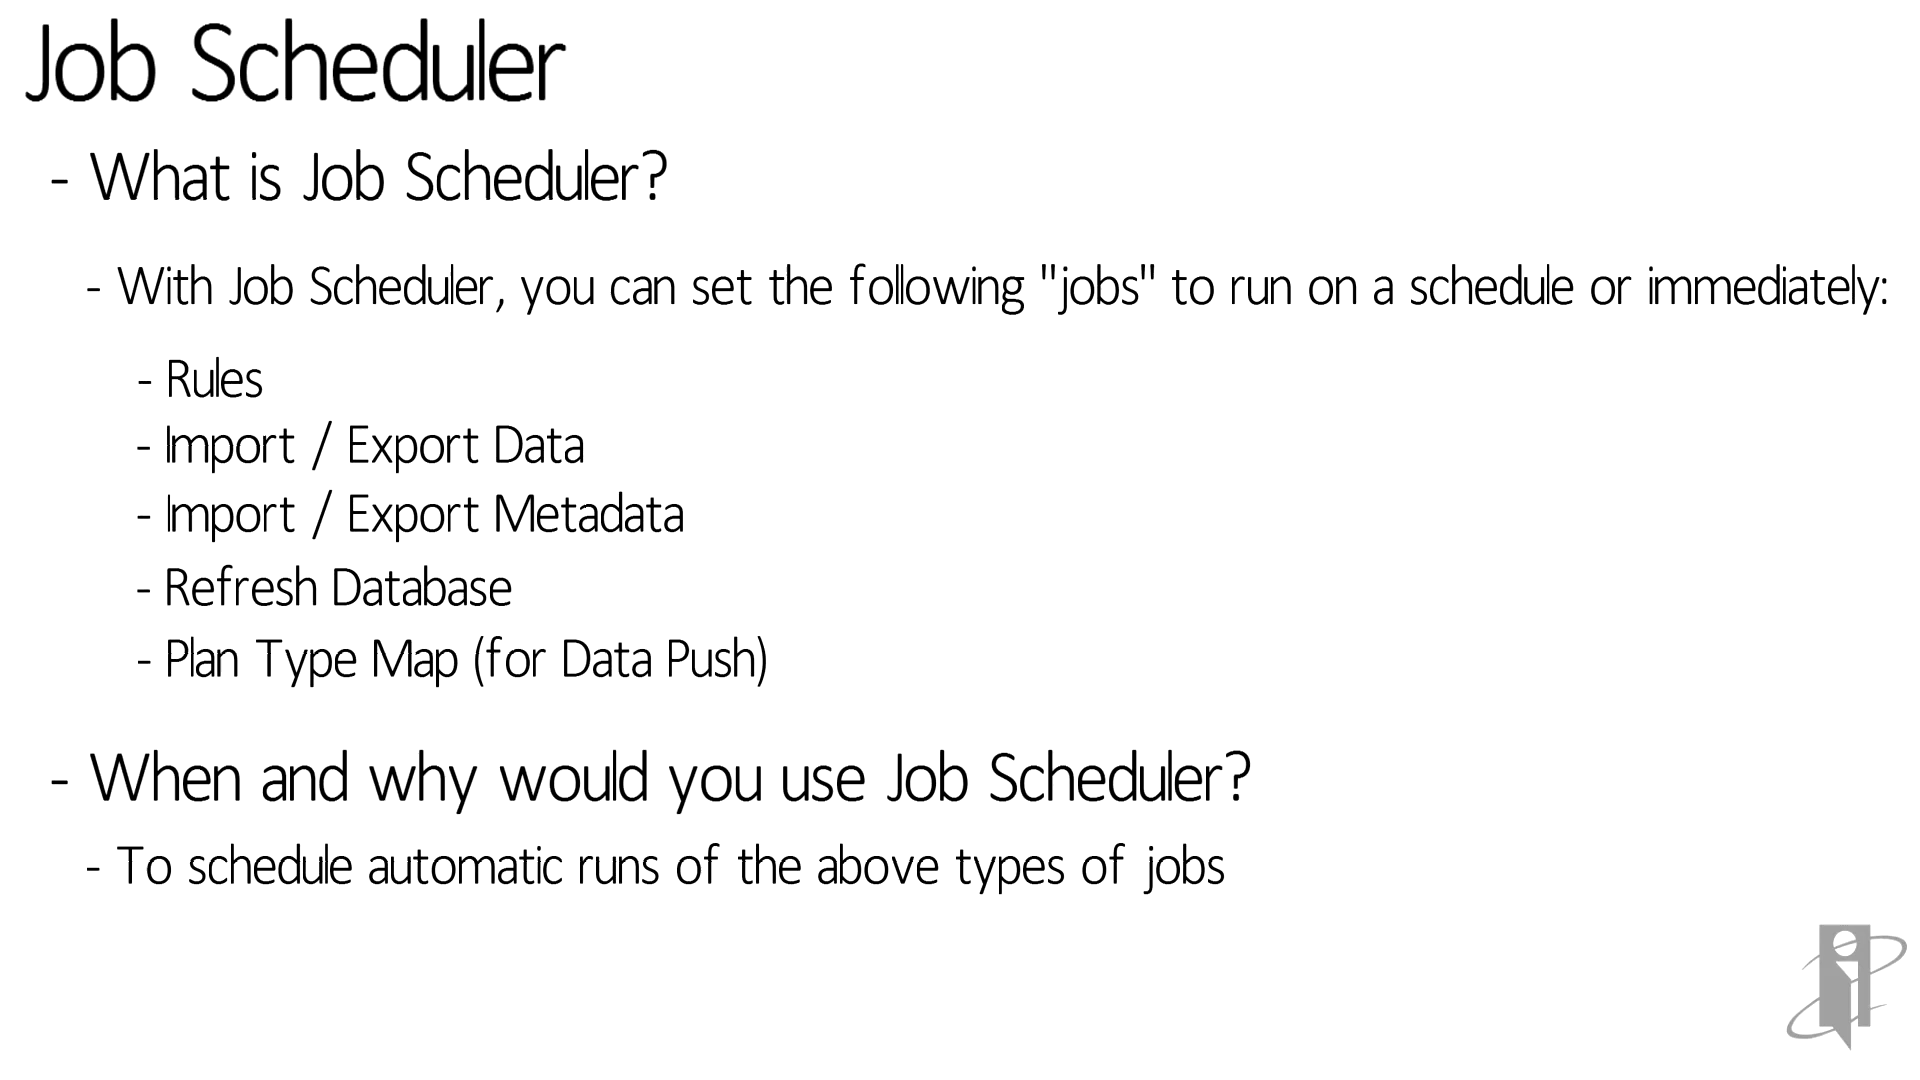 Job Scheduler
- What is Job Scheduler?
- With Job Scheduler, you can set the following "jobs" to run on a schedule or immediately:
- Rules
- Import / Export Data
- Import / Export Metadata
- Refresh Database
- Plan Type Map (for Data Push)
- When and why would you use Job Scheduler?
- To schedule automatic runs of the above types of jobs